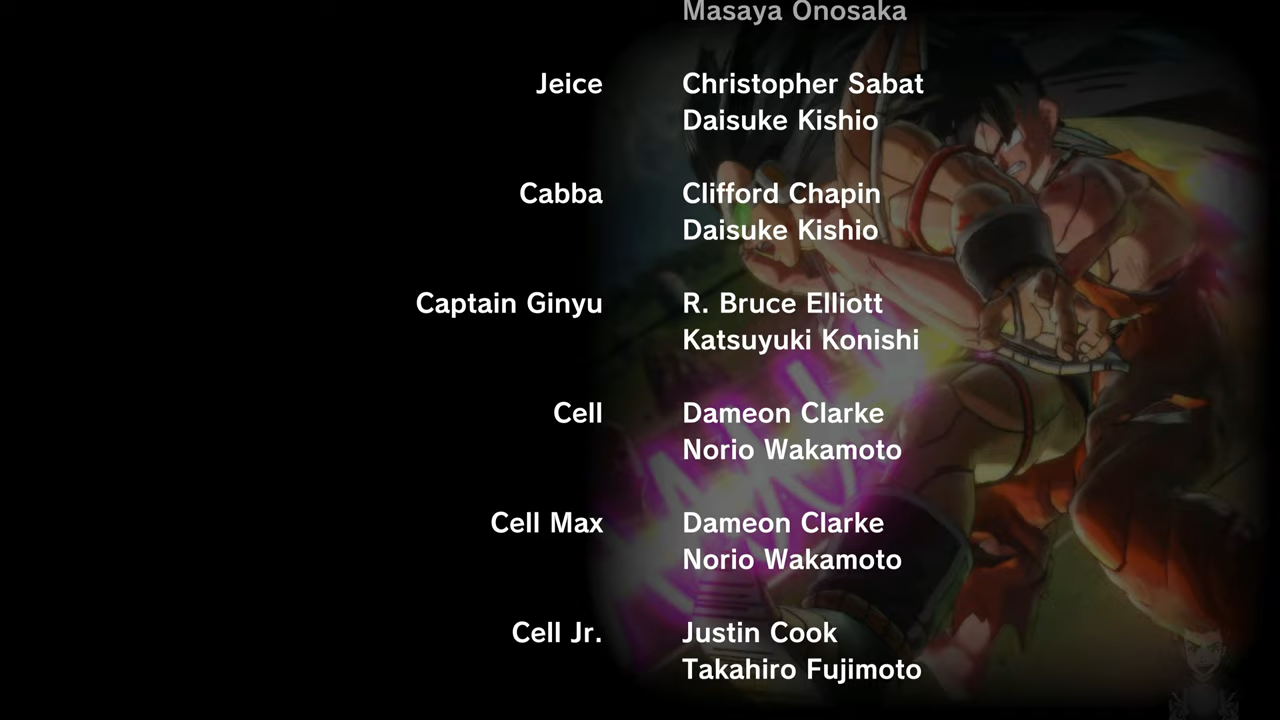 Masaya Onosaka
Jeice Christopher Sabat
Daisuke Kishio
Cabba Clifford Chapin
Daisuke Kishio
Captain Ginyu R. Bruce Elliott
Katsuyuki Konishi
Cell Dameon Clarke
Norio Wakamoto
Cell Max Dameon Clarke
Norio Wakamoto
Cell Jr. Justin Cook
Takahiro Fujimoto